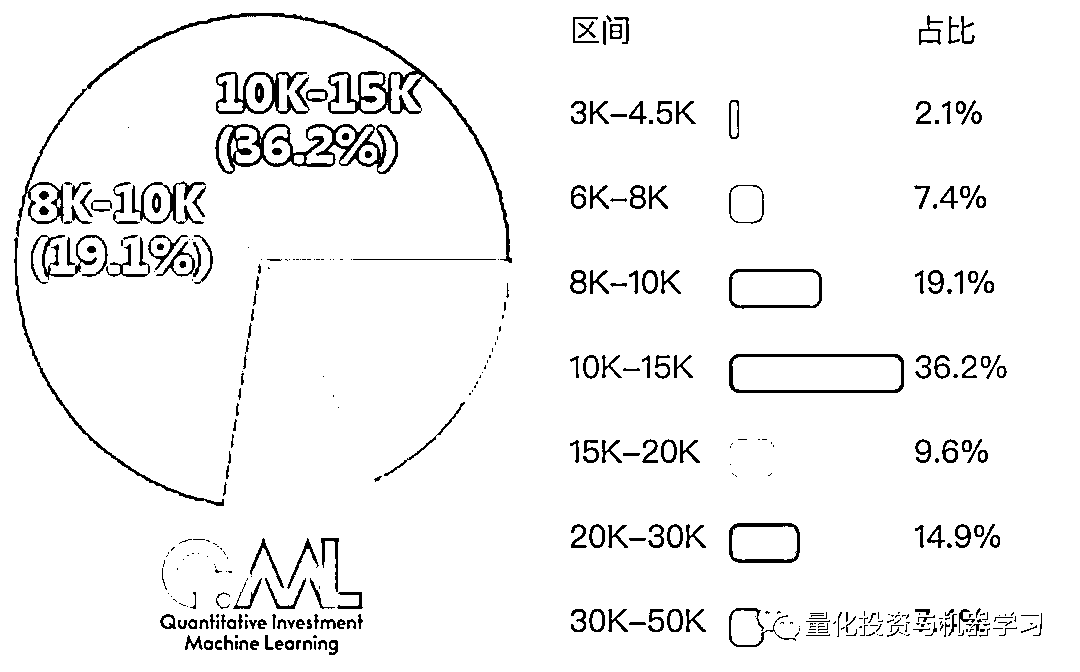 10K-15K
(36.2%)
8K-10K
(19.1%)
Quantitative Investment
Machine Learning
区间 占比
3K–4.5K 2.1%
6K–8K 7.4%
8K–10K 19.1%
10K–15K 36.2%
15K–20K 9.6%
20K–30K 14.9%
30K–50K
量化投资与机器学习